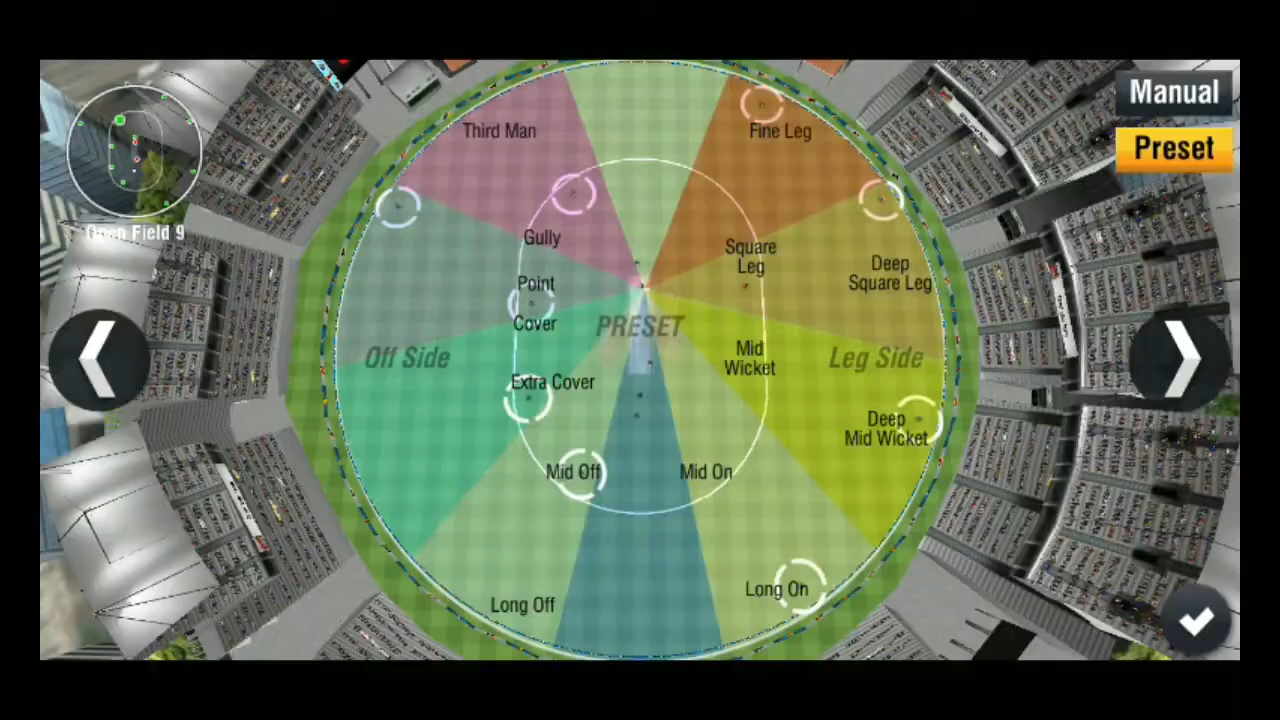 Manual
Preset
Open Field 9
Third Man
Fine Leg
Gully
Square
Leg
Deep
Square Leg
Point
Cover
PRESET
Off Side
Mid
Wicket
Leg Side
Extra Cover
Deep
Mid Wicket
Mid Off
Mid On
Long On
Long Off